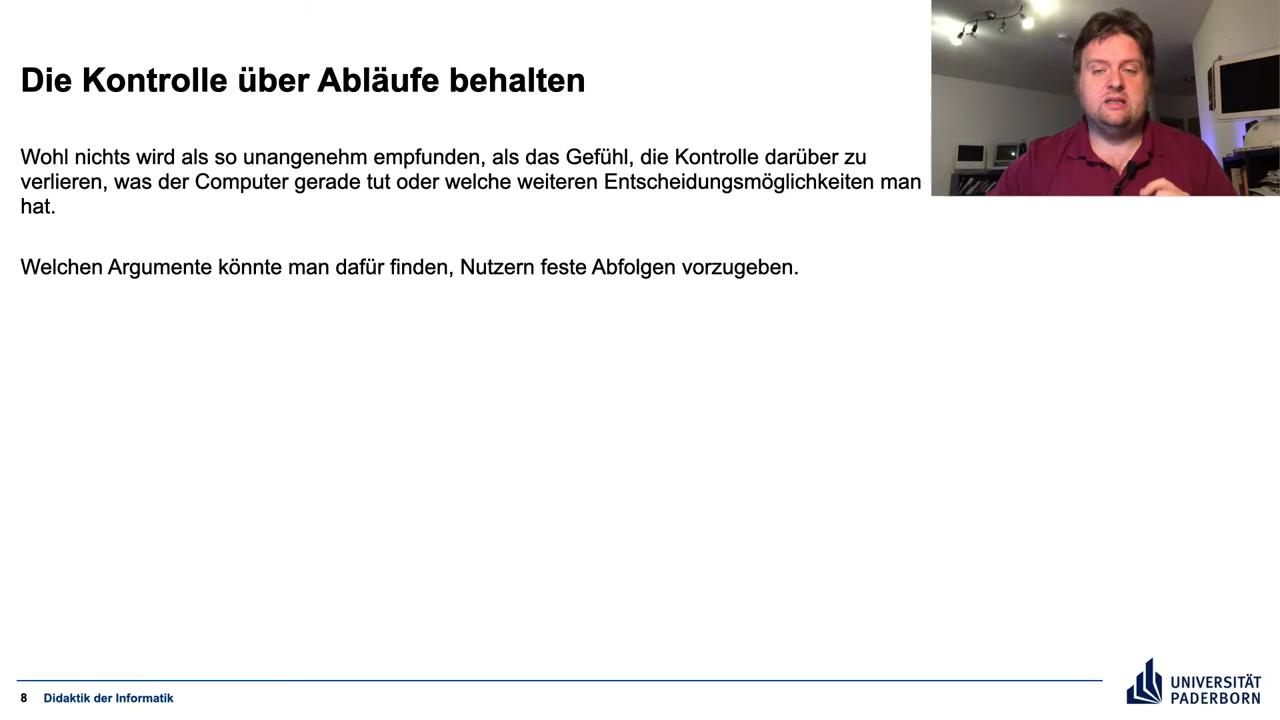 Die Kontrolle über Abläufe behalten
Wohl nichts wird als so unangenehm empfunden, als das Gefühl, die Kontrolle darüber zu
verlieren, was der Computer gerade tut oder welche weiteren Entscheidungsmöglichkeiten man
hat.
Welchen Argumente könnte man dafür finden, Nutzern feste Abfolgen vorzugeben.
8 Didaktik der Informatik
UNIVERSITÄT
PADERBORN